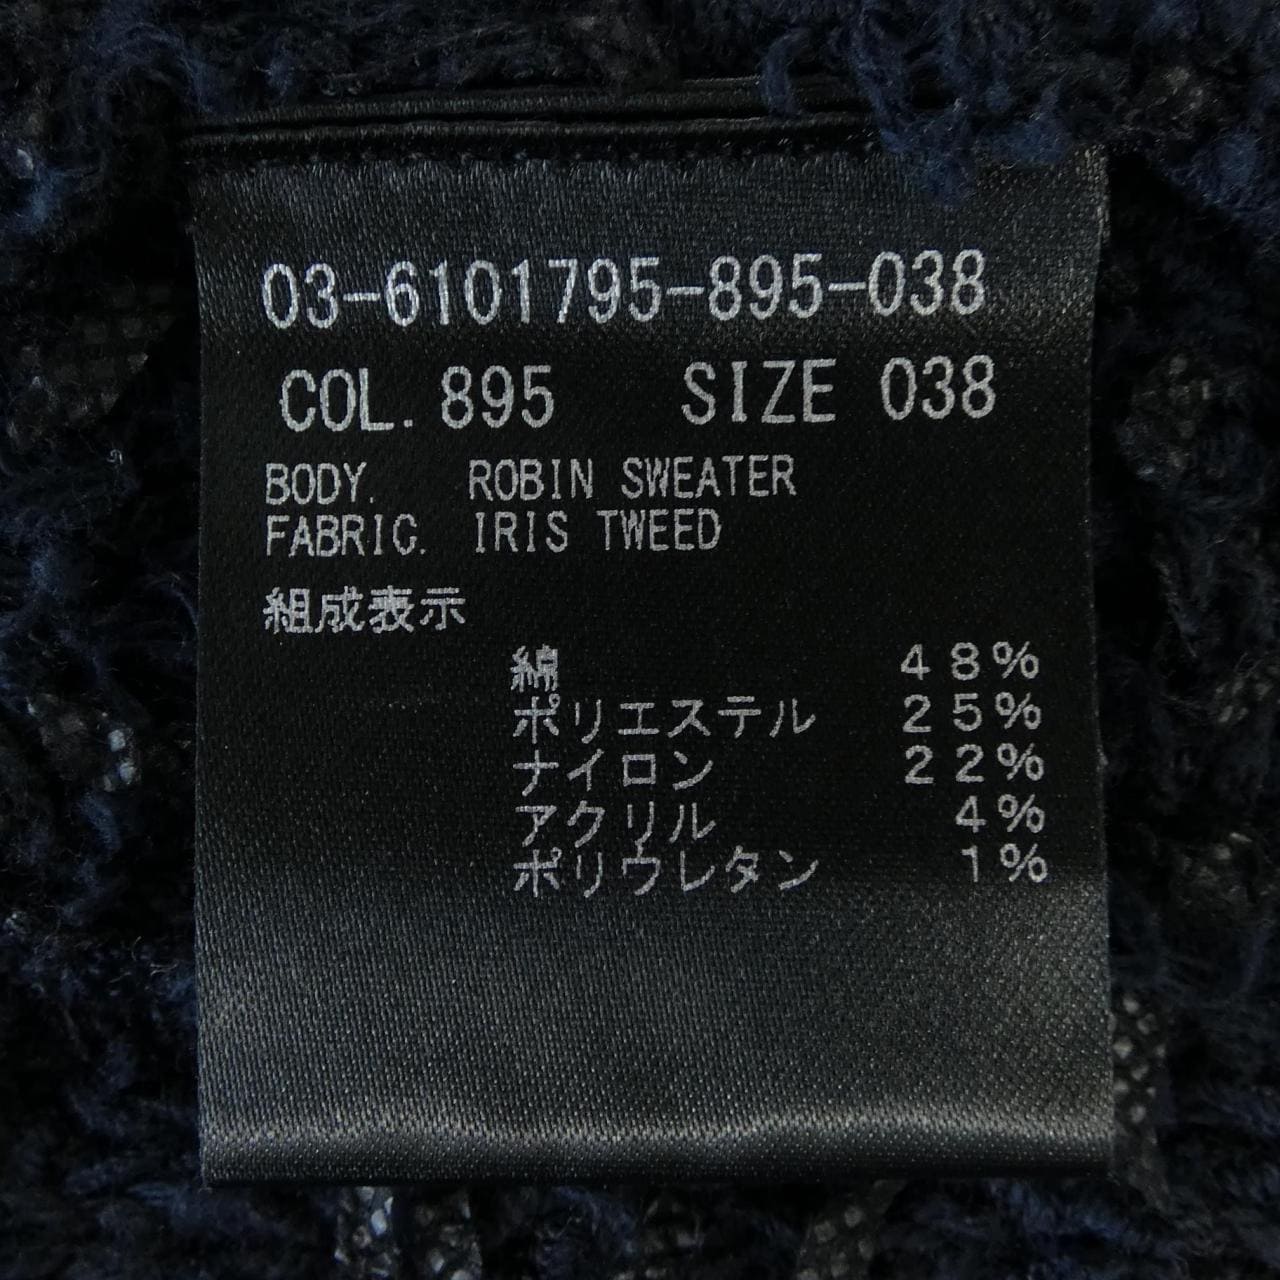 03-6101795-895-038
COL. 895 SIZE 038
BODY. ROBIN SWEATER
FABRIC. IRIS TWEED
組成表示
綿 48%
ポリエステル 25%
ナイロン 22%
アクリル 4%
ポリウレタン 1%